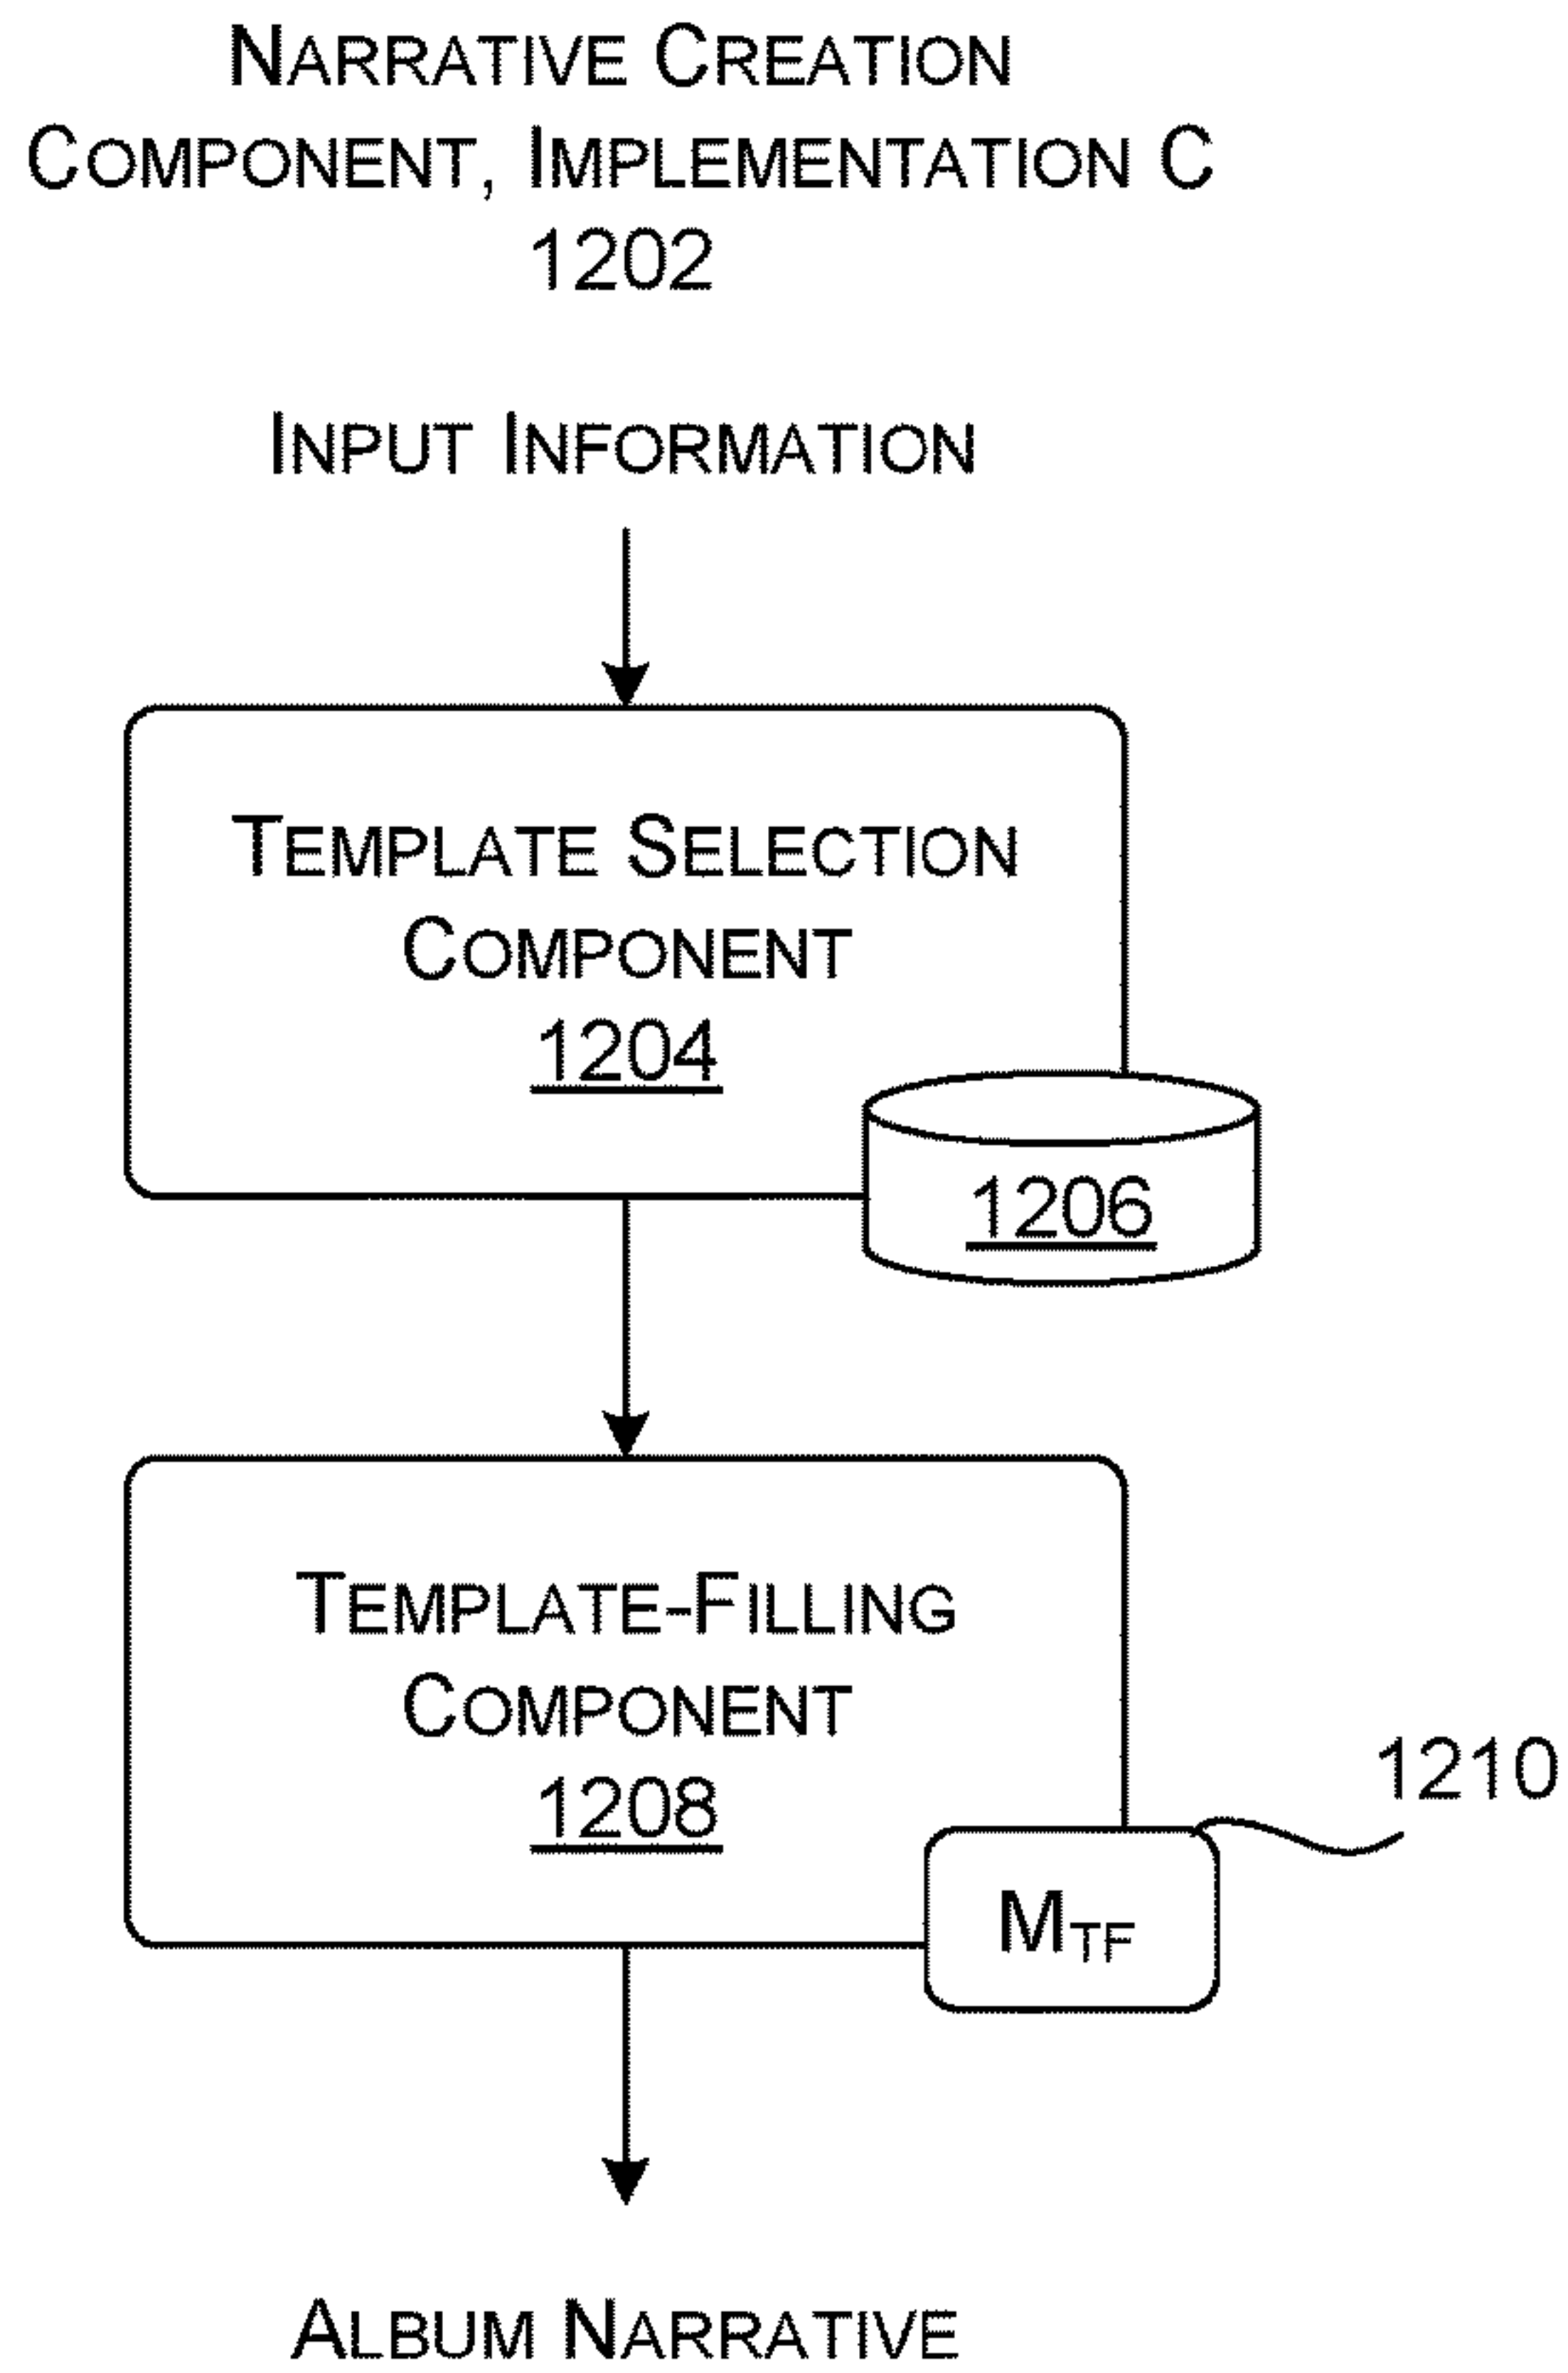 NARRATIVE CREATION
COMPONENT, IMPLEMENTATION C
1202
INPUT INFORMATION
TEMPLATE SELECTION
COMPONENT
1204
1206
TEMPLATE-FILLING
COMPONENT
1208
1210
MTF
ALBUM NARRATIVE